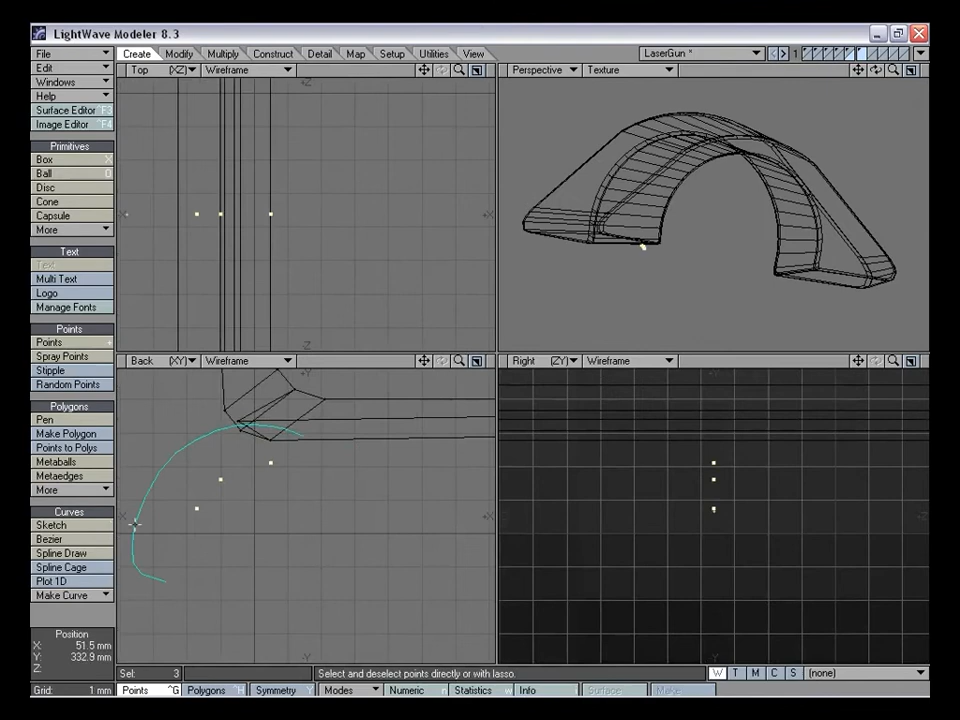 LightWave Modeler 8.3
File
Create Modify Multiply Construct Detail Map Setup Utilities View
LaserGun *
1
Edit
Top (XZ) Wireframe
Perspective Texture
Windows
Help
Surface Editor F3
Image Editor ^F4
Primitives
Box X
Ball O
Disc
Cone
Capsule
More
Text
Text
Multi Text
Logo
Manage Fonts
Points
Points +
Spray Points
Stipple
Random Points
Back (XY) Wireframe
Right (ZY) Wireframe
Polygons
Pen
Make Polygon
Points to Polys
Metaballs
Metaedges
More
Curves
Sketch
Bezier
Spline Draw
Spline Cage
Plot 1D
Make Curve
Position
X: 51.5 mm
Y: 332.9 mm
Z:
Sel: 3
Select and deselect points directly or with lasso.
W T M C S (none)
Grid: 1 mm
Points ^G Polygons ^H Symmetry Y Modes Numeric n Statistics w Info i Surface Make